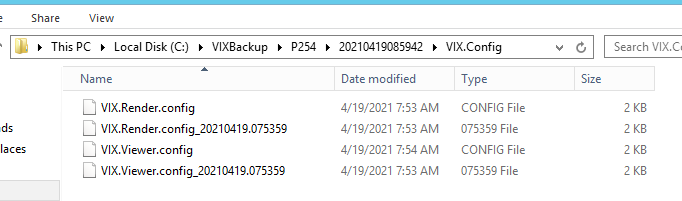 Share View
This PC Local Disk (C:) VIXBackup P254 20210419085942 VIX.Config Search VIX.Co
Name Date modified Type Size
VIX.Render.config 4/19/2021 7:53 AM CONFIG File 2 KB
VIX.Render.config_20210419.075359 4/19/2021 7:53 AM 075359 File 2 KB
VIX.Viewer.config 4/19/2021 7:54 AM CONFIG File 2 KB
VIX.Viewer.config_20210419.075359 4/19/2021 7:53 AM 075359 File 2 KB
ds
laces